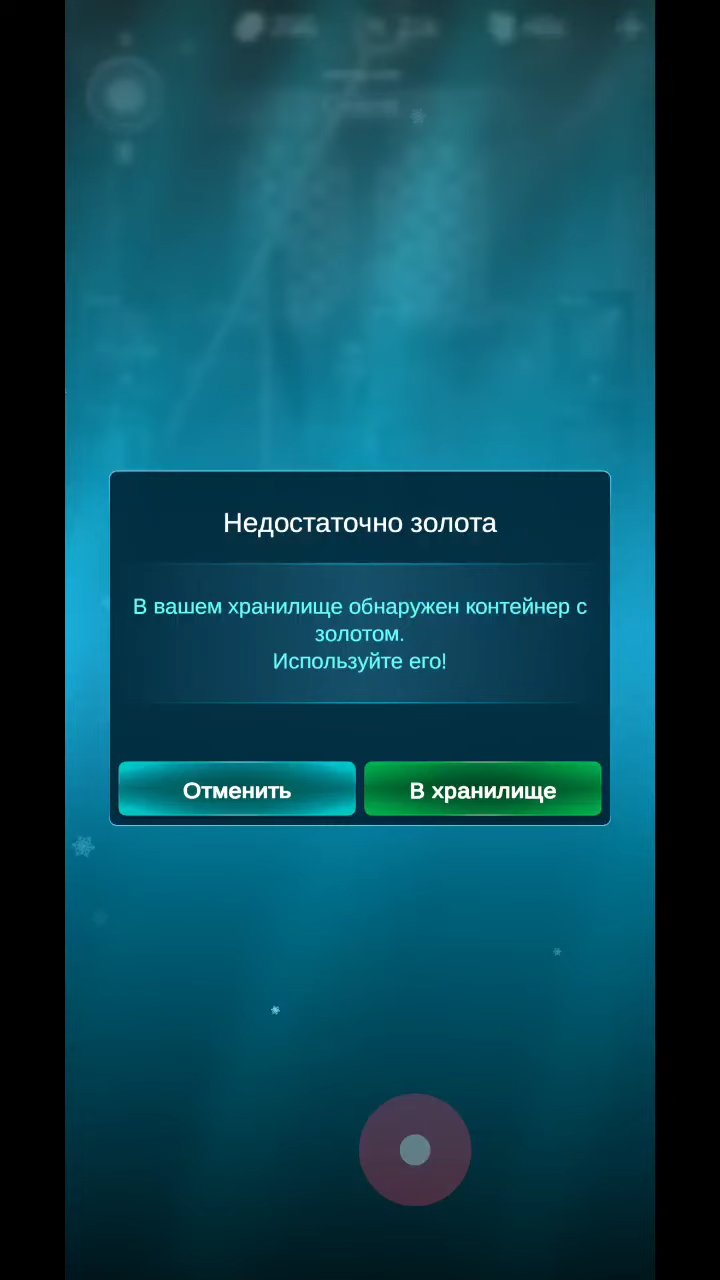 Недостаточно золота
В вашем хранилище обнаружен контейнер с
золотом.
Используйте его!
Отменить
В хранилище